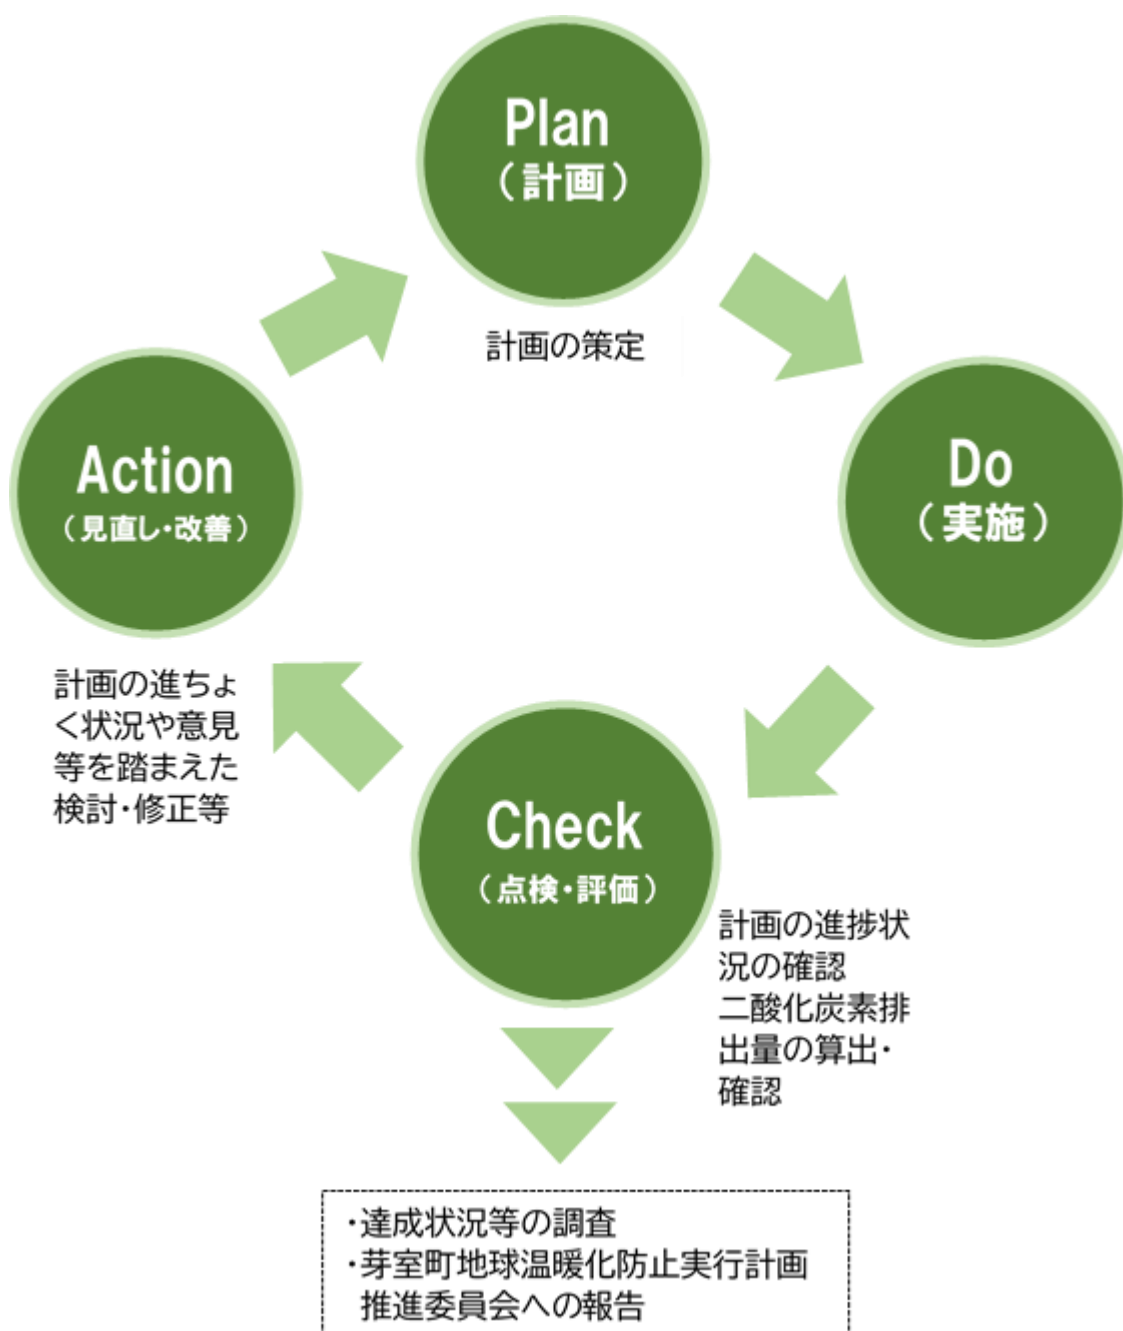 Plan
（計画）
計画の策定
Do
（実施）
Check
（点検・評価）
計画の進捗状
況の確認
二酸化炭素排
出量の算出・
確認
・達成状況等の調査
・芽室町地球温暖化防止実行計画
推進委員会への報告
Action
（見直し・改善）
計画の進ちょ
く状況や意見
等を踏まえた
検討・修正等